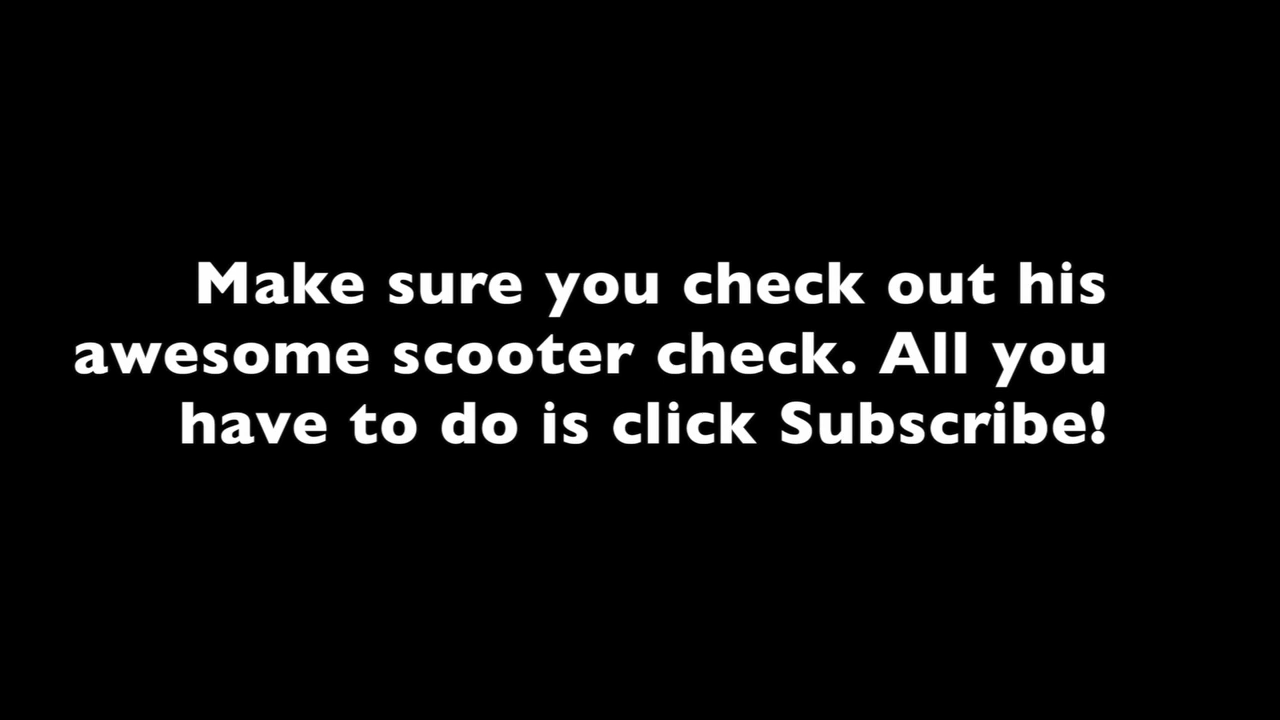 Make sure you check out his
awesome scooter check. All you
have to do is click Subscribe!